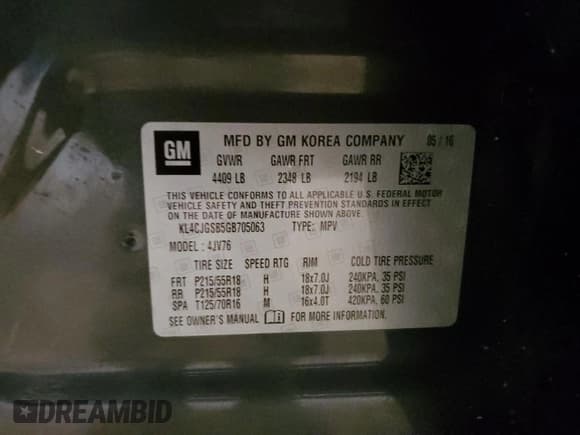 GM
MFD BY GM KOREA COMPANY 05 / 16
GVWR GAWR FRT GAWR RR
4409 LB 2348 LB 2194 LB
THIS VEHICLE CONFORMS TO ALL APPLICABLE U.S. FEDERAL MOTOR
VEHICLE SAFETY AND THEFT PREVENTION STANDARDS IN EFFECT
ON THE DATE OF MANUFACTURE SHOWN ABOVE.
KL4CJGSB5GB705063 TYPE: MPV
MODEL : 4JV76
TIRE SIZE SPEED RTG RIM COLD TIRE PRESSURE
FRT P215/55R18 H 18x7.0J 240KPA, 35 PSI
RR P215/55R18 H 18x7.0J 240KPA, 35 PSI
SPA T125/70R16 M 16x4.0T 420KPA, 60 PSI
SEE OWNER'S MANUAL FOR MORE INFORMATION.
DREAMBID